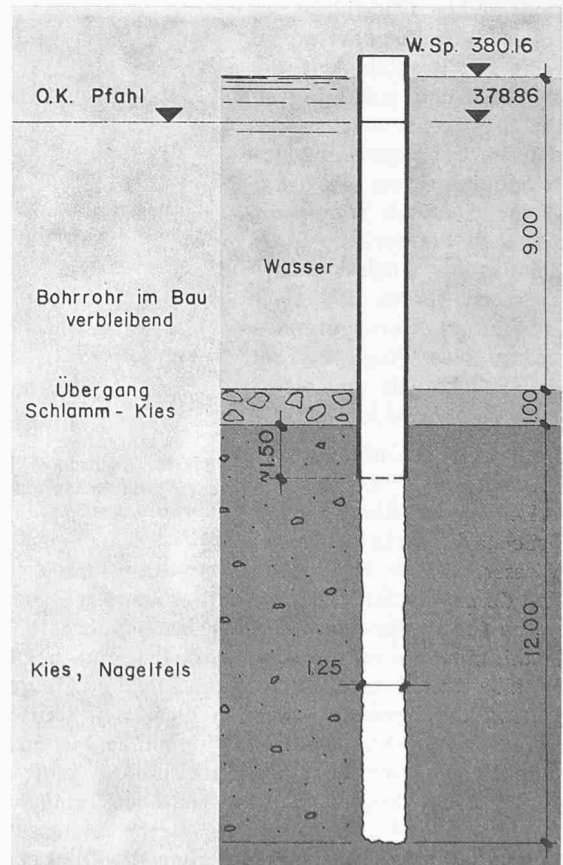 W. Sp. 380.16
O.K. Pfahl
378.86
9.00
Wasser
Bohrrohr im Bau
verbleibend
Übergang
Schlamm - Kies
1.00
~1.50
12.00
Kies, Nagelfels
1.25